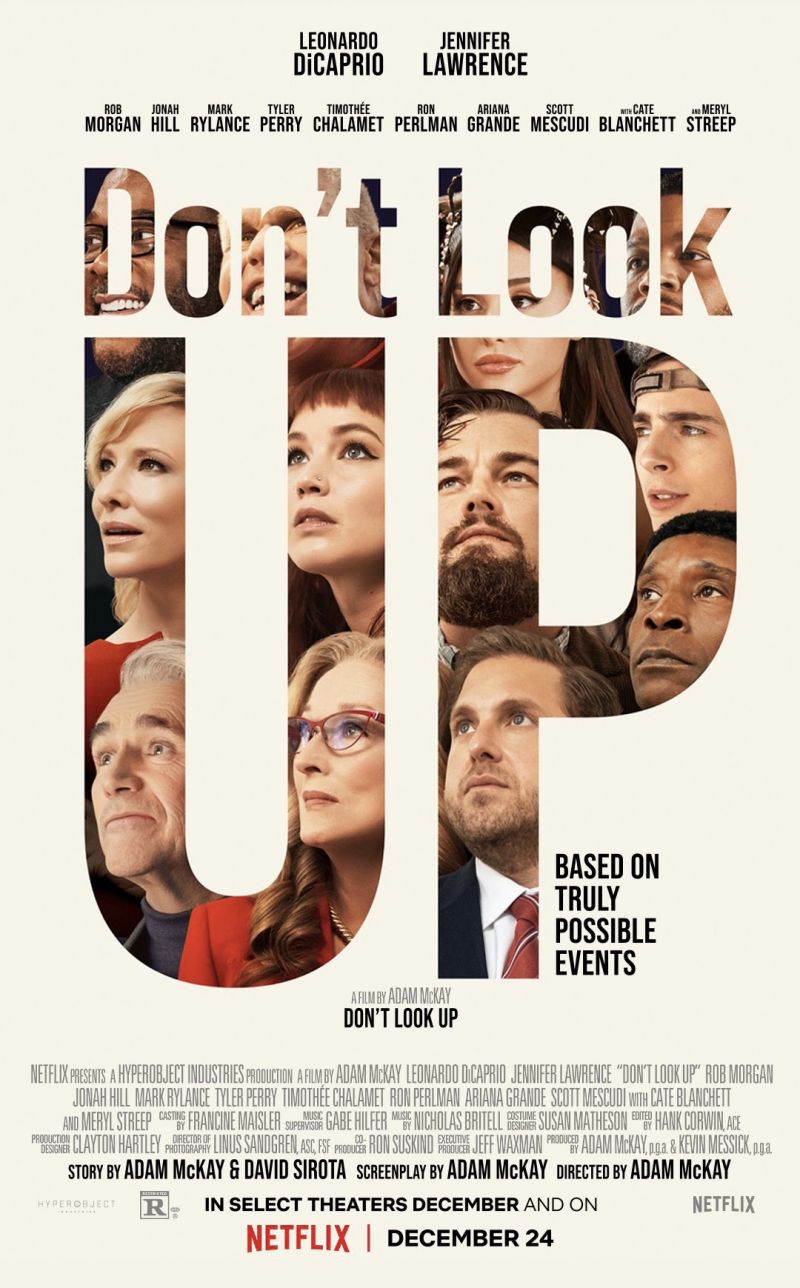 LEONARDO DiCAPRIO JENNIFER LAWRENCE
ROB MORGAN JONAH HILL MARK RYLANCE TYLER PERRY TIMOTHÉE CHALAMET RON PERLMAN ARIANA GRANDE SCOTT MESCUDI WITH CATE BLANCHETT AND MERYL STREEP
Don't Look
UP
BASED ON
TRULY
POSSIBLE
EVENTS
A FILM BY ADAM McKAY
DON'T LOOK UP
NETFLIX PRESENTS A HYPEROBJECT INDUSTRIES PRODUCTION A FILM BY ADAM McKAY LEONARDO DiCAPRIO JENNIFER LAWRENCE "DON'T LOOK UP" ROB MORGAN
JONAH HILL MARK RYLANCE TYLER PERRY TIMOTHÉE CHALAMET RON PERLMAN ARIANA GRANDE SCOTT MESCUDI WITH CATE BLANCHETT
AND MERYL STREEP CASTING BY FRANCINE MAISLER MUSIC SUPERVISOR GABE HILFER MUSIC BY NICHOLAS BRITELL COSTUME DESIGNER SUSAN MATHESON EDITED BY HANK CORWIN, ACE
PRODUCTION DESIGNER CLAYTON HARTLEY DIRECTOR OF PHOTOGRAPHY LINUS SANDGREN, ASC, FSF CO-PRODUCER RON SUSKIND EXECUTIVE PRODUCER JEFF WAXMAN PRODUCED BY ADAM McKAY, p.g.a. & KEVIN MESSICK, p.g.a.
STORY BY ADAM McKAY & DAVID SIROTA SCREENPLAY BY ADAM McKAY DIRECTED BY ADAM McKAY
HYPEROBJECT INDUSTRIES RESTRICTED R IN SELECT THEATERS DECEMBER AND ON NETFLIX
NETFLIX | DECEMBER 24